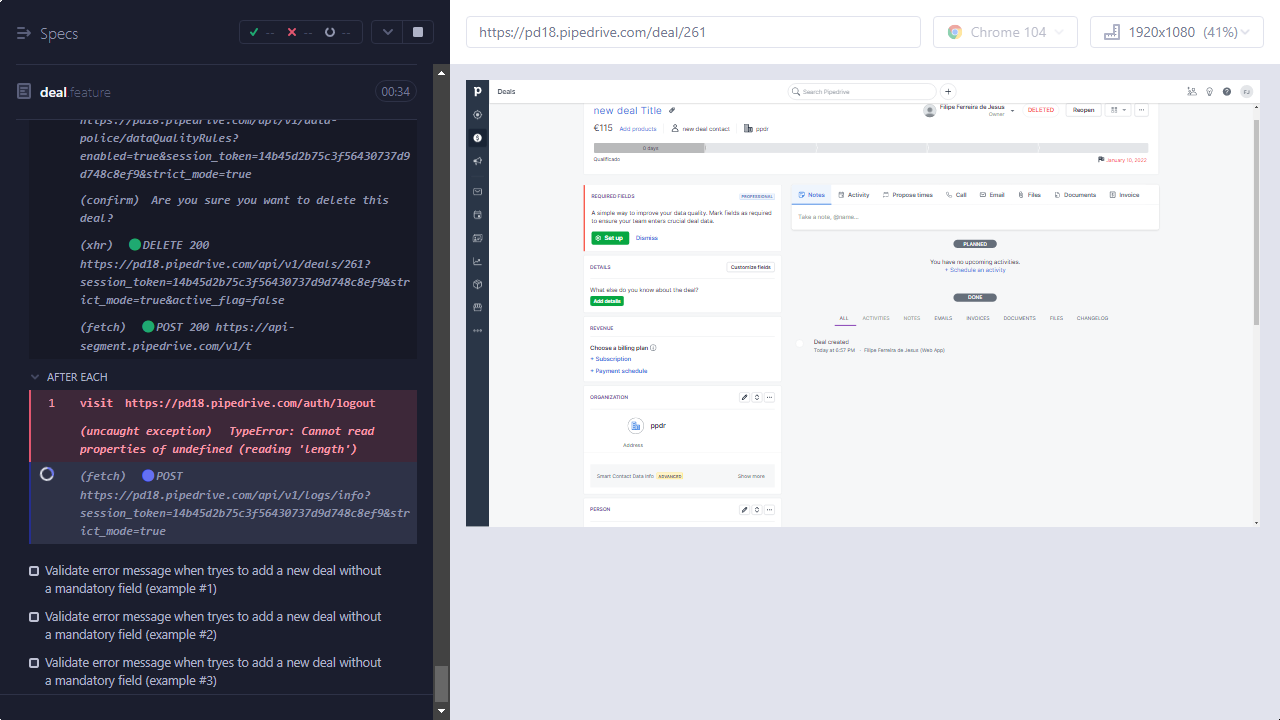 Specs
--
--
--
deal.feature
00:34
https://pd18.pipedrive.com/api/v1/data-
police/dataQualityRules?
enabled=true&session_token=14b45d2b75c3f56430737d9
d748c8ef9&strict_mode=true
(confirm) Are you sure you want to delete this
deal?
(xhr) DELETE 200
https://pd18.pipedrive.com/api/v1/deals/261?
session_token=14b45d2b75c3f56430737d9d748c8ef9&str
ict_mode=true&active_flag=false
(fetch) POST 200 https://api-
segment.pipedrive.com/v1/t
AFTER EACH
1 visit https://pd18.pipedrive.com/auth/logout
(uncaught exception) TypeError: Cannot read
properties of undefined (reading 'length')
(fetch) POST
https://pd18.pipedrive.com/api/v1/logs/info?
session_token=14b45d2b75c3f56430737d9d748c8ef9&str
ict_mode=true
Validate error message when tryes to add a new deal without
a mandatory field (example #1)
Validate error message when tryes to add a new deal without
a mandatory field (example #2)
Validate error message when tryes to add a new deal without
a mandatory field (example #3)
https://pd18.pipedrive.com/deal/261
Chrome 104
1920x1080 (41%)
Deals
Search Pipedrive
FJ
new deal Title
Filipe Ferreira de Jesus
Owner
DELETED
Reopen
€115 Add products
new deal contact
ppdr
0 days
Qualificado
January 10, 2022
REQUIRED FIELDS
PROFESSIONAL
A simple way to improve your data quality. Mark fields as required
to ensure your team enters crucial deal data.
Set up
Dismiss
DETAILS
Customize fields
What else do you know about the deal?
Add details
REVENUE
Choose a billing plan
+ Subscription
+ Payment schedule
ORGANIZATION
ppdr
Address
Smart Contact Data info ADVANCED
Show more
PERSON
Notes
Activity
Propose times
Call
Email
Files
Documents
Invoice
Take a note, @name...
PLANNED
You have no upcoming activities.
+ Schedule an activity
DONE
ALL
ACTIVITIES
NOTES
EMAILS
INVOICES
DOCUMENTS
FILES
CHANGELOG
Deal created
Today at 6:57 PM · Filipe Ferreira de Jesus (Web App)